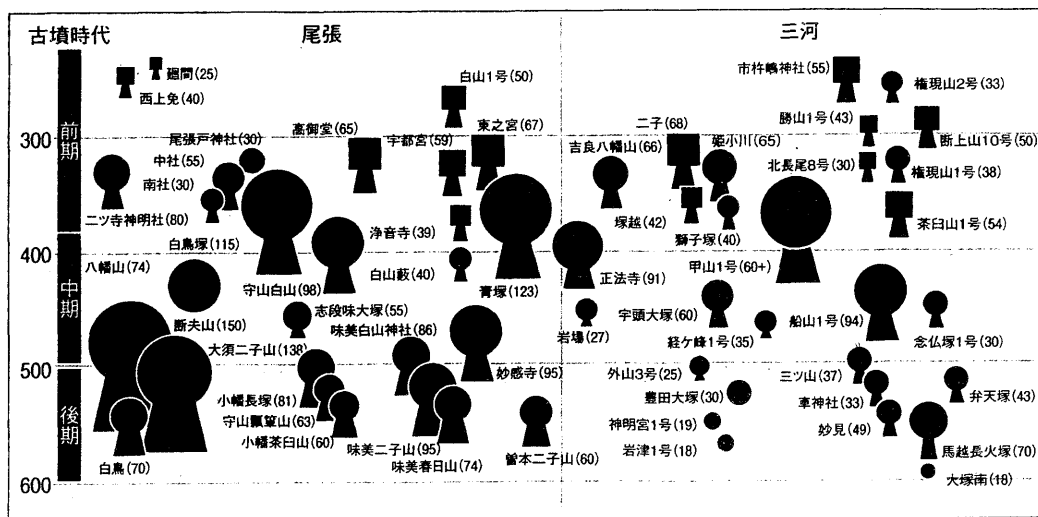 古墳時代
尾張
三河
前期
中期
後期
300
400
500
600
廻間(25)
西上免(40)
白山1号(50)
尾張戸神社(30)
高御堂(65)
宇都宮(59)
東之宮(67)
中社(55)
南社(30)
二ツ寺神明社(80)
白鳥塚(115)
浄音寺(39)
八幡山(74)
守山白山(98)
白山藪(40)
青塚(123)
断夫山(150)
志段味大塚(55)
味美白山神社(86)
大須二子山(138)
妙感寺(95)
小幡長塚(81)
守山瓢箪山(63)
小幡茶臼山(60)
白鳥(70)
味美二子山(95)
味美春日山(74)
曽本二子山(60)
市杵嶋神社(55)
権現山2号(33)
勝山1号(43)
二子(68)
姫小川(65)
断上山10号(50)
吉良八幡山(66)
北長尾8号(30)
権現山1号(38)
塚越(42)
獅子塚(40)
茶臼山1号(54)
正法寺(91)
甲山1号(60+)
岩場(27)
宇頭大塚(60)
経ケ峰1号(35)
船山1号(94)
念仏塚1号(30)
外山3号(25)
三ツ山(37)
豊田大塚(30)
車神社(33)
弁天塚(43)
神明宮1号(19)
妙見(49)
岩津1号(18)
馬越長火塚(70)
大塚南(18)